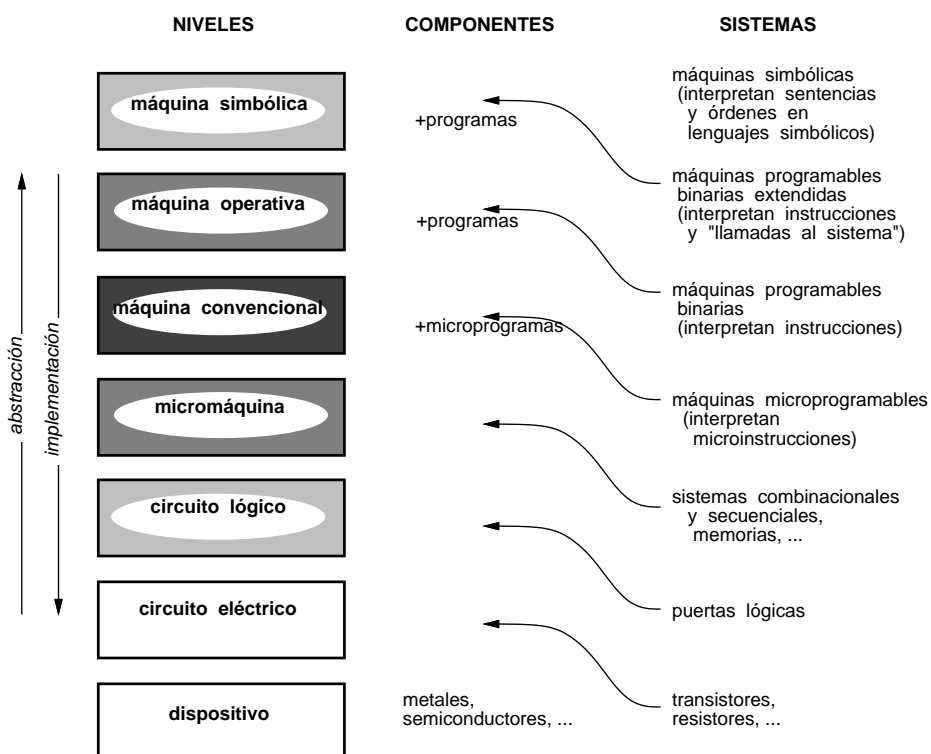 NIVELES
COMPONENTES
SISTEMAS
máquina simbólica
+programas
máquinas simbólicas
(interpretan sentencias
y órdenes en
lenguajes simbólicos)
máquina operativa
+programas
máquinas programables
binarias extendidas
(interpretan instrucciones
y "llamadas al sistema")
máquina convencional
+microprogramas
máquinas programables
binarias
(interpretan instrucciones)
abstracción
implementación
micromáquina
máquinas microprogramables
(interpretan
microinstrucciones)
circuito lógico
sistemas combinacionales
y secuenciales,
memorias, ...
circuito eléctrico
puertas lógicas
dispositivo
metales,
semiconductores, ...
transistores,
resistores, ...